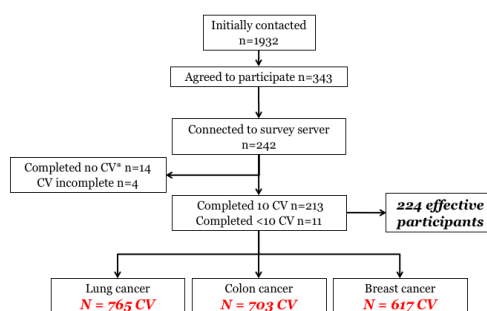 Initially contacted
n=1932
Agreed to participate n=343
Connected to survey server
n=242
Completed no CV* n=14
CV incomplete n=4
Completed 10 CV n=213
Completed <10 CV n=11
224 effective
participants
Lung cancer
N = 765 CV
Colon cancer
N = 703 CV
Breast cancer
N = 617 CV